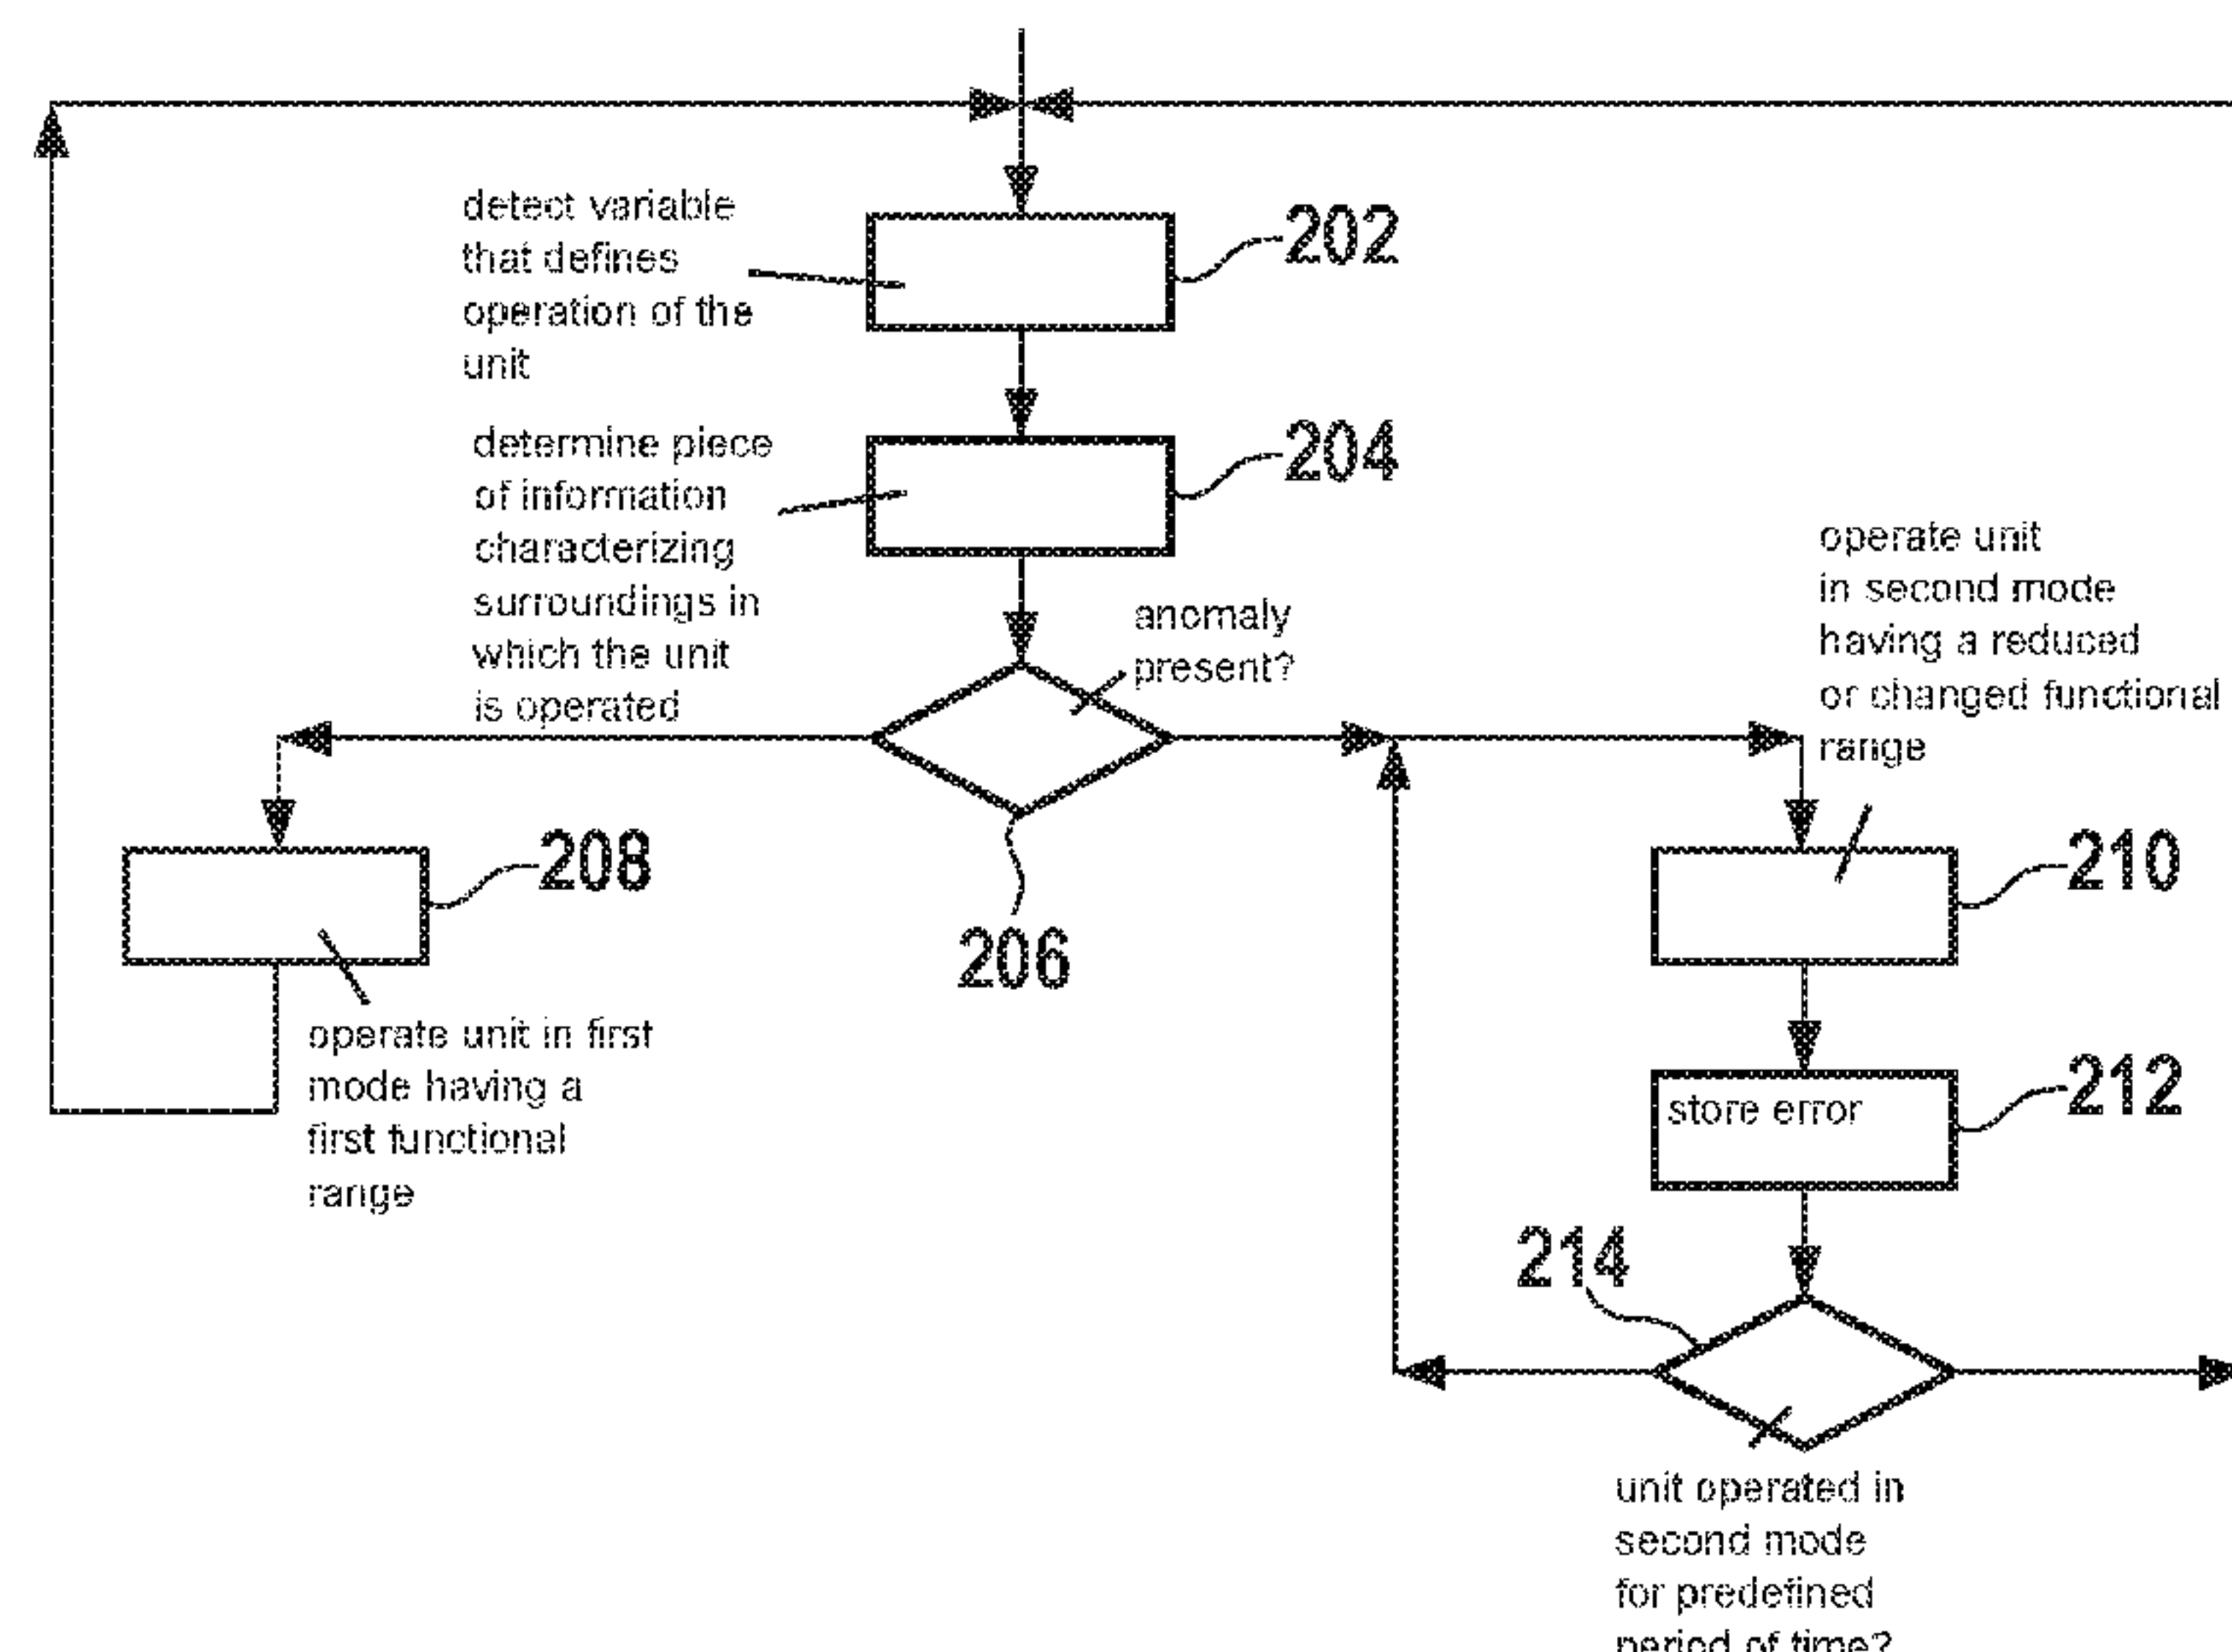 detect variable
that defines
operation of the
unit
202
determine piece
of information
characterizing
surroundings in
which the unit
is operated
204
anomaly
present?
206
operate unit
in second mode
having a reduced
or changed functional
range
208
operate unit in first
mode having a
first functional
range
210
store error
212
214
unit operated in
second mode
for predefined
period of time?